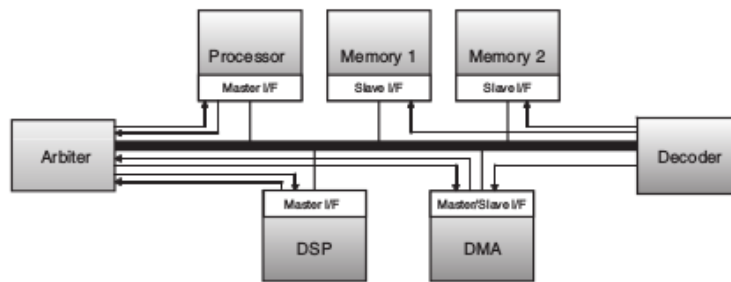 Processor
Memory 1
Memory 2
Master I/F
Slave I/F
Slave I/F
Arbiter
Decoder
Master I/F
Master/Slave I/F
DSP
DMA